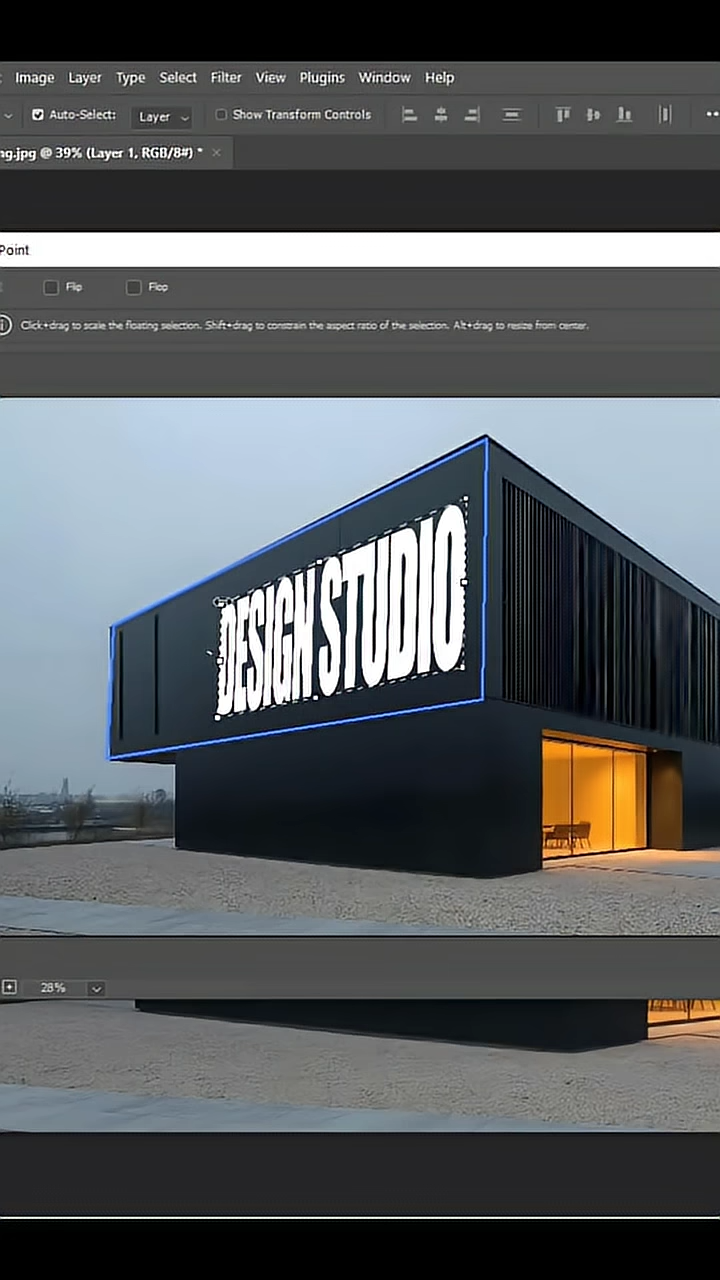 Image Layer Type Select Filter View Plugins Window Help
Auto-Select: Layer Show Transform Controls
ng.jpg @ 39% (Layer 1, RGB/8#) * ×
Point
Flip Flop
Click+drag to scale the floating selection. Shift+drag to constrain the aspect ratio of the selection. Alt+drag to resize from center.
DESIGN STUDIO
28%